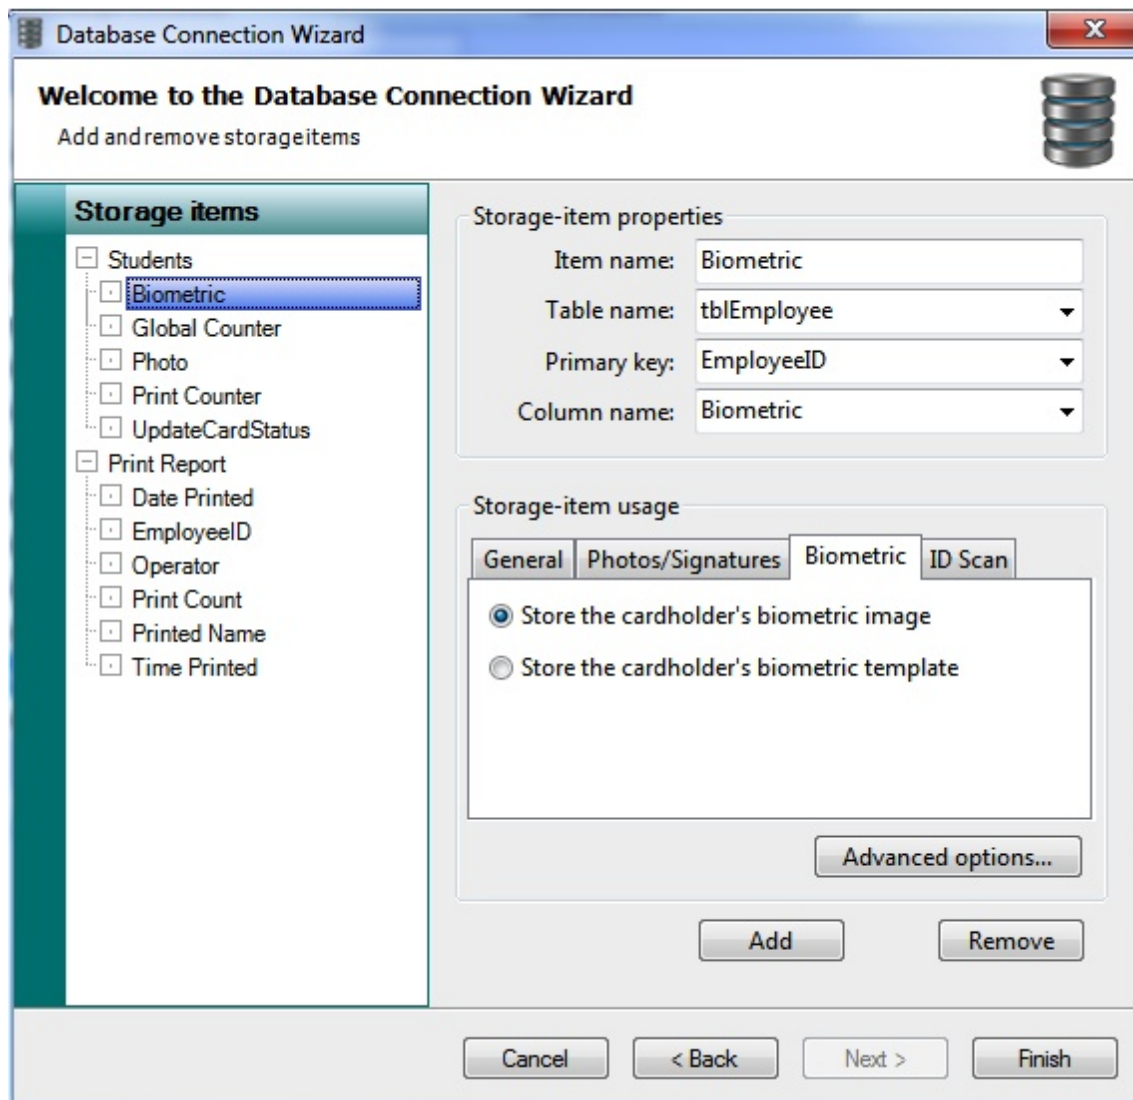 Database Connection Wizard
x
Welcome to the Database Connection Wizard
Add and remove storage items
Storage items
Students
Biometric
Global Counter
Photo
Print Counter
UpdateCardStatus
Print Report
Date Printed
EmployeeID
Operator
Print Count
Printed Name
Time Printed
Storage-item properties
Item name: Biometric
Table name: tblEmployee
Primary key: EmployeeID
Column name: Biometric
Storage-item usage
General Photos/Signatures Biometric ID Scan
Store the cardholder's biometric image
Store the cardholder's biometric template
Advanced options...
Add Remove
Cancel < Back Next > Finish